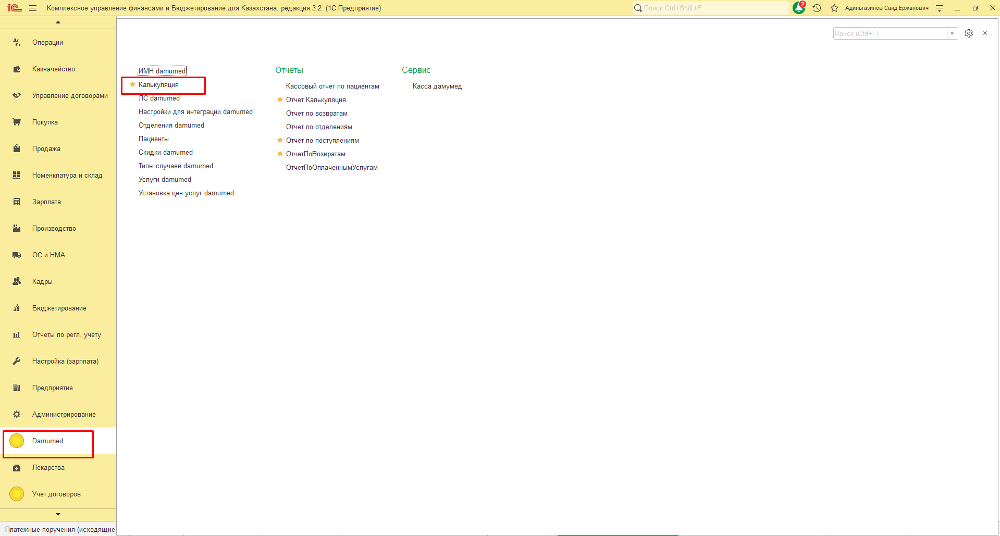 1С Комплексное управление финансами и Бюджетирование для Казахстана, редакция 3.2 (1С:Предприятие)
Поиск Ctrl+Shift+F
2
Адильгазинов Саид Ержанович
Поиск (Ctrl+F)
Операции
Казначейство
Управление договорами
Покупка
Продажа
Номенклатура и склад
Зарплата
Производство
ОС и НМА
Кадры
Бюджетирование
Отчеты по регл. учету
Настройка (зарплата)
Предприятие
Администрирование
Damumed
Лекарства
Учет договоров
ИМН damumed
Калькуляция
ЛС damumed
Настройки для интеграции damumed
Отделения damumed
Пациенты
Скидки damumed
Типы случаев damumed
Услуги damumed
Установка цен услуг damumed
Отчеты
Кассовый отчет по пациентам
Отчет Калькуляция
Отчет по возвратам
Отчет по отделениям
Отчет по поступлениям
ОтчетПоВозвратам
ОтчетПоОплаченнымУслугам
Сервис
Касса дамумед
Платежные поручения (исходящие)